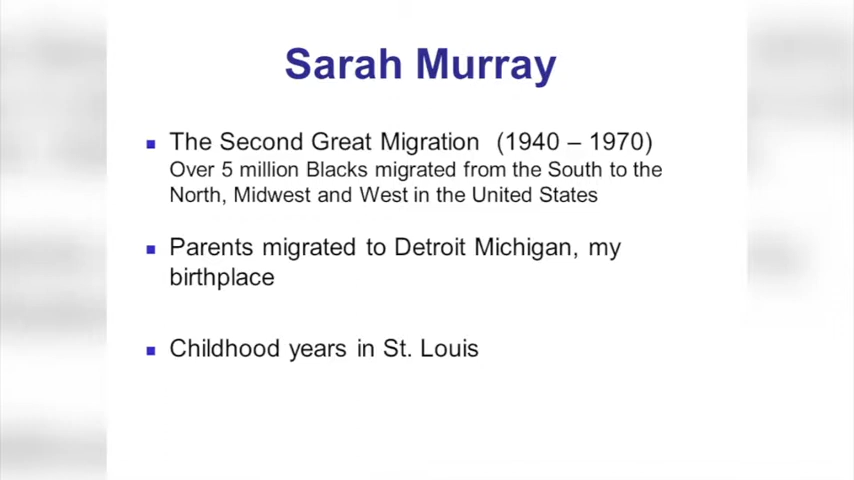 Sarah Murray
The Second Great Migration (1940 – 1970)
Over 5 million Blacks migrated from the South to the
North, Midwest and West in the United States
Parents migrated to Detroit Michigan, my
birthplace
Childhood years in St. Louis